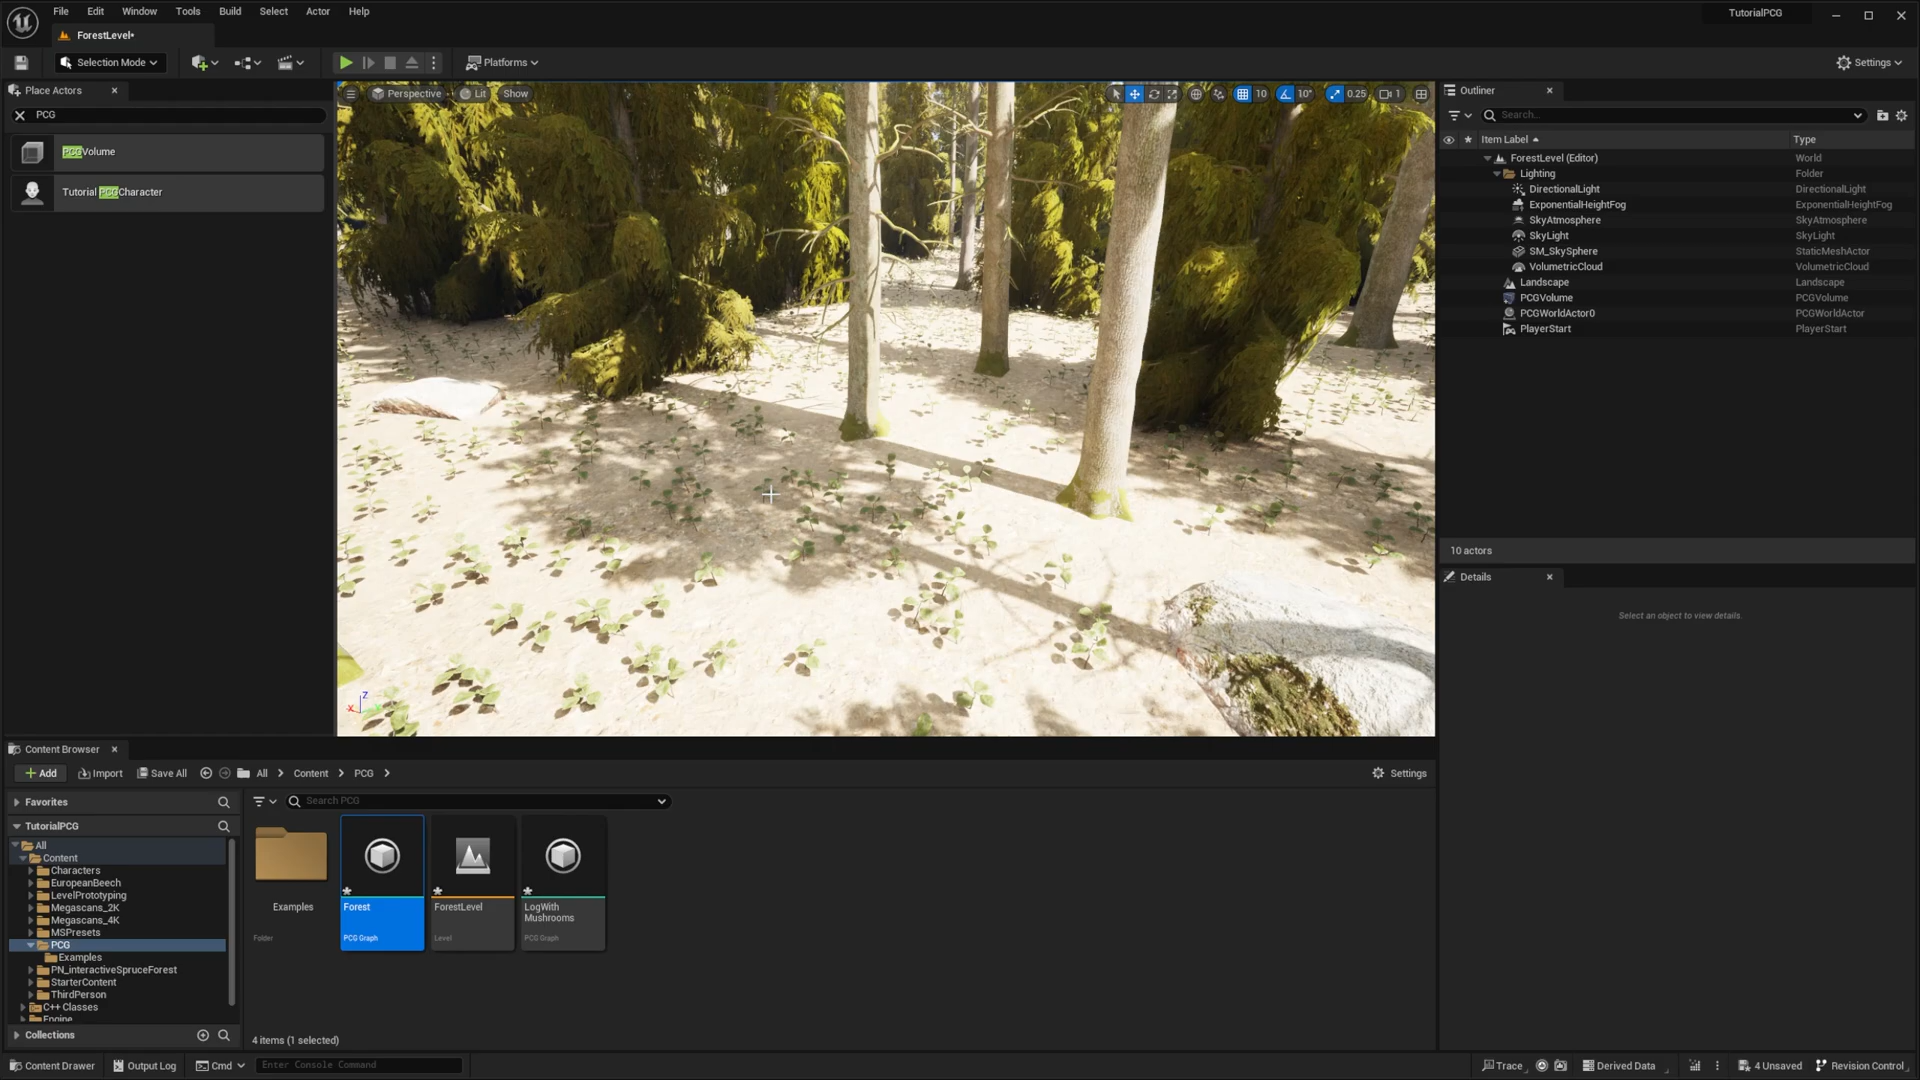 File Edit Window Tools Build Select Actor Help
TutorialPCG
ForestLevel*
Selection Mode
Platforms
Settings
Place Actors
PCG
PCGVolume
Tutorial PCGCharacter
Perspective Lit Show
10 10° 0.25 1
Outliner
Search...
Item Label Type
ForestLevel (Editor) World
Lighting Folder
DirectionalLight DirectionalLight
ExponentialHeightFog ExponentialHeightFog
SkyAtmosphere SkyAtmosphere
SkyLight SkyLight
SM_SkySphere StaticMeshActor
VolumetricCloud VolumetricCloud
Landscape Landscape
PCGVolume PCGVolume
PCGWorldActor0 PCGWorldActor
PlayerStart PlayerStart
10 actors
Details
Select an object to view details
Z
X
Content Browser
Add Import Save All All Content PCG
Settings
Favorites
TutorialPCG
All
Content
Characters
EuropeanBeech
LevelPrototyping
Megascans_2K
Megascans_4K
MSPresets
PCG
Examples
PN_interactiveSpruceForest
StarterContent
ThirdPerson
C++ Classes
Engine
Collections
Search PCG
Examples
Folder
Forest
PCG Graph
ForestLevel
Level
LogWith
Mushrooms
PCG Graph
4 items (1 selected)
Content Drawer Output Log Cmd Enter Console Command
Trace Derived Data 4 Unsaved Revision Control